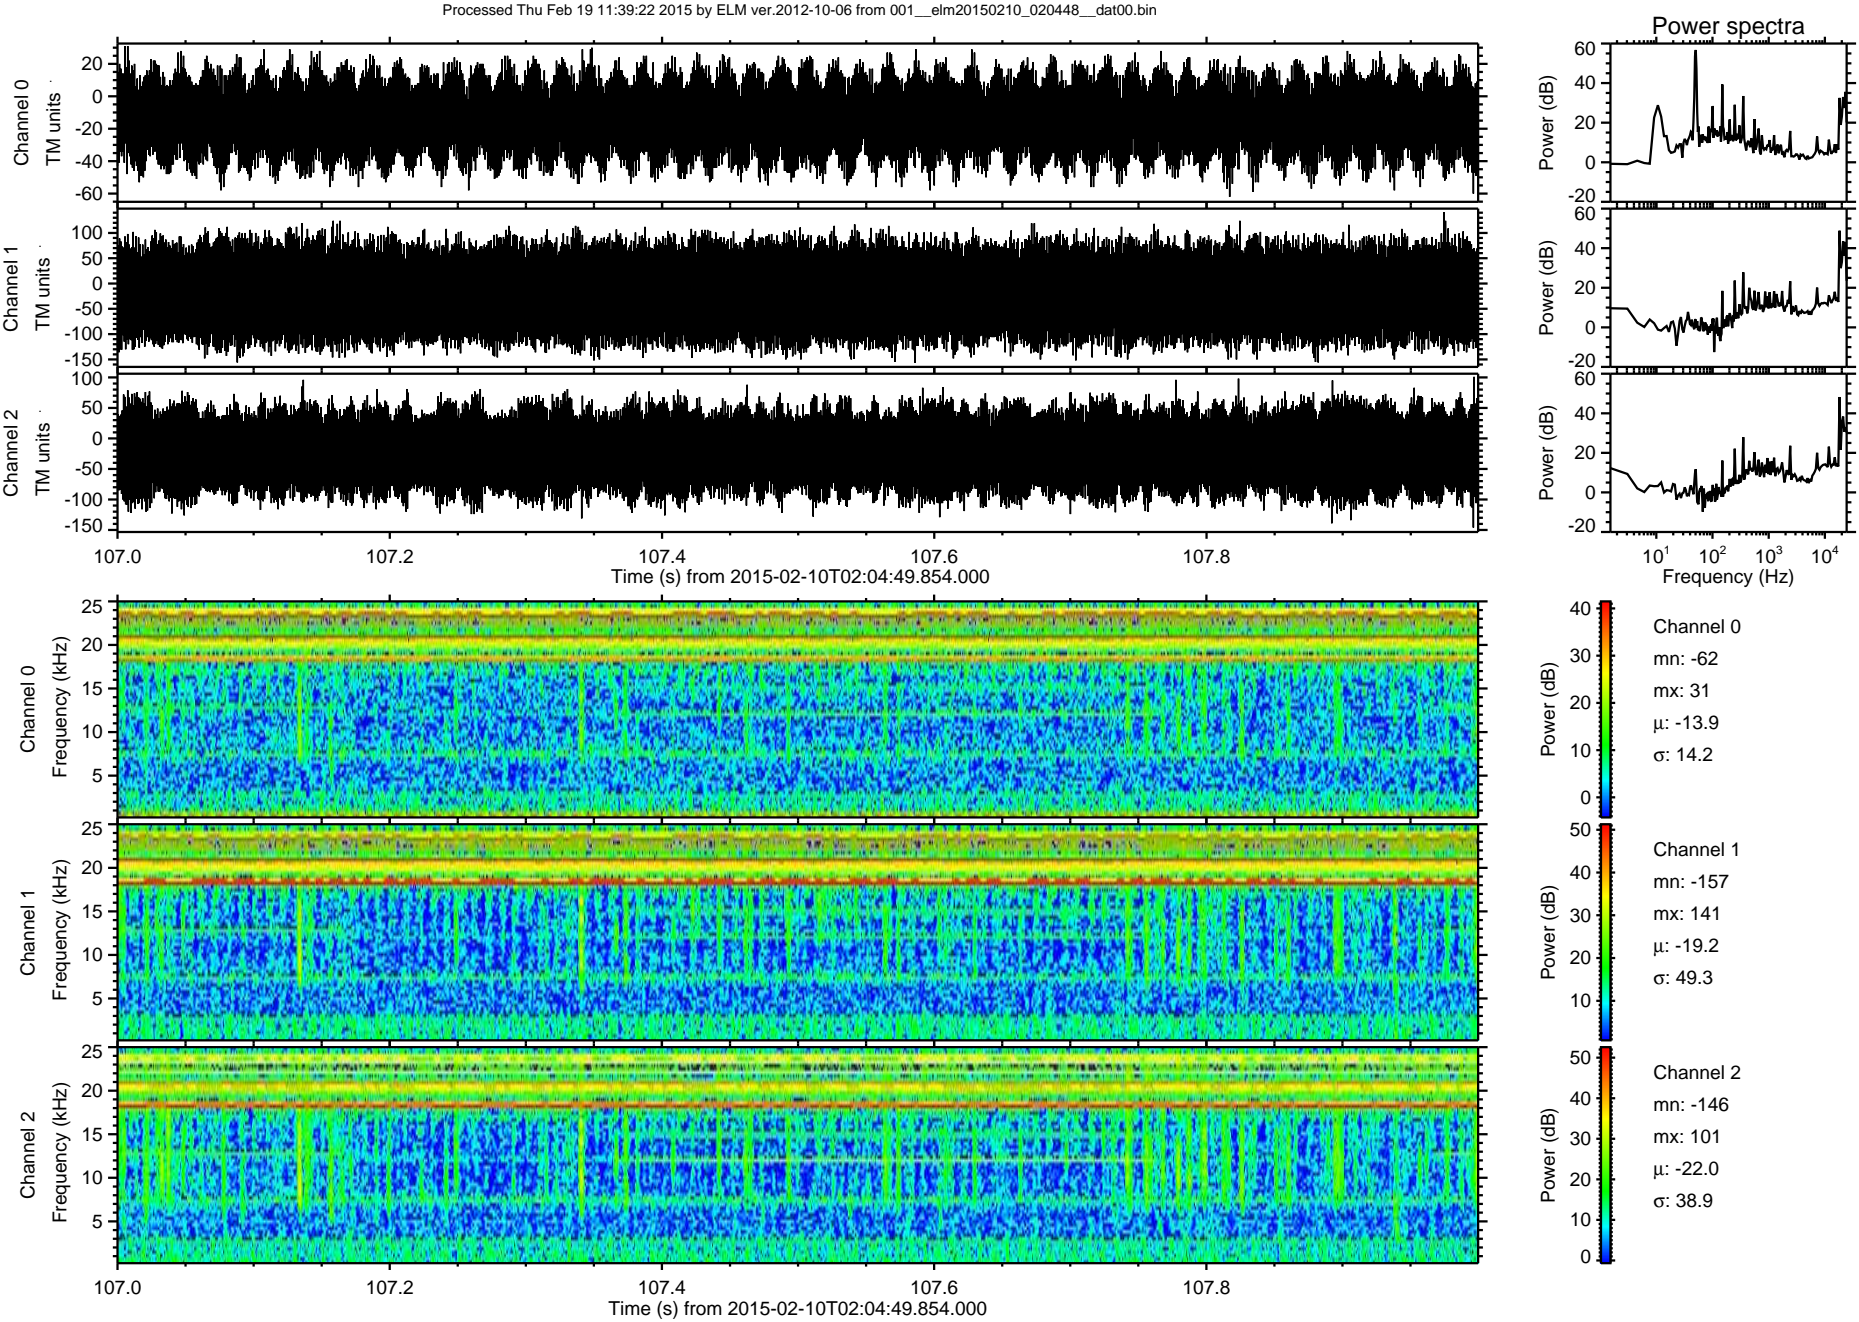 Processed Thu Feb 19 11:39:22 2015 by ELM ver.2012-10-06 from 001__elm20150210_020448__dat00.bin
Power spectra
Channel 0
TM units
20
0
-20
-40
-60
Power (dB)
60
40
20
0
-20
Channel 1
TM units
100
50
0
-50
-100
-150
Power (dB)
60
40
20
0
-20
Channel 2
TM units
100
50
0
-50
-100
-150
Power (dB)
60
40
20
0
-20
107.0 107.2 107.4 107.6 107.8
Time (s) from 2015-02-10T02:04:49.854.000
10¹ 10² 10³ 10⁴
Frequency (Hz)
Channel 0
Frequency (kHz)
25
20
15
10
5
Power (dB)
40
30
20
10
0
Channel 0
mn: -62
mx: 31
μ: -13.9
σ: 14.2
Channel 1
Frequency (kHz)
25
20
15
10
5
Power (dB)
50
40
30
20
10
Channel 1
mn: -157
mx: 141
μ: -19.2
σ: 49.3
Channel 2
Frequency (kHz)
25
20
15
10
5
Power (dB)
50
40
30
20
10
0
Channel 2
mn: -146
mx: 101
μ: -22.0
σ: 38.9
107.0 107.2 107.4 107.6 107.8
Time (s) from 2015-02-10T02:04:49.854.000